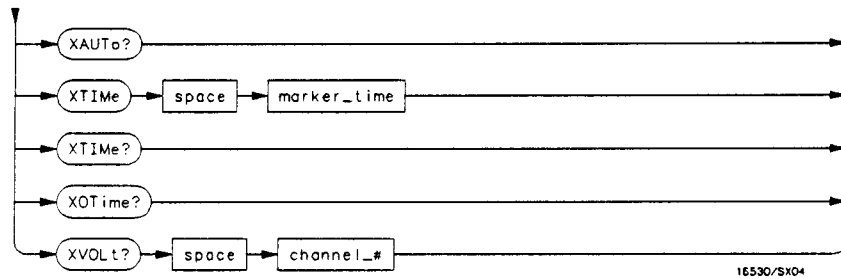 XAUTo?
XTIMe space marker_time
XTIMe?
XOTime?
XVOLt? space channel_#
16530/SX04